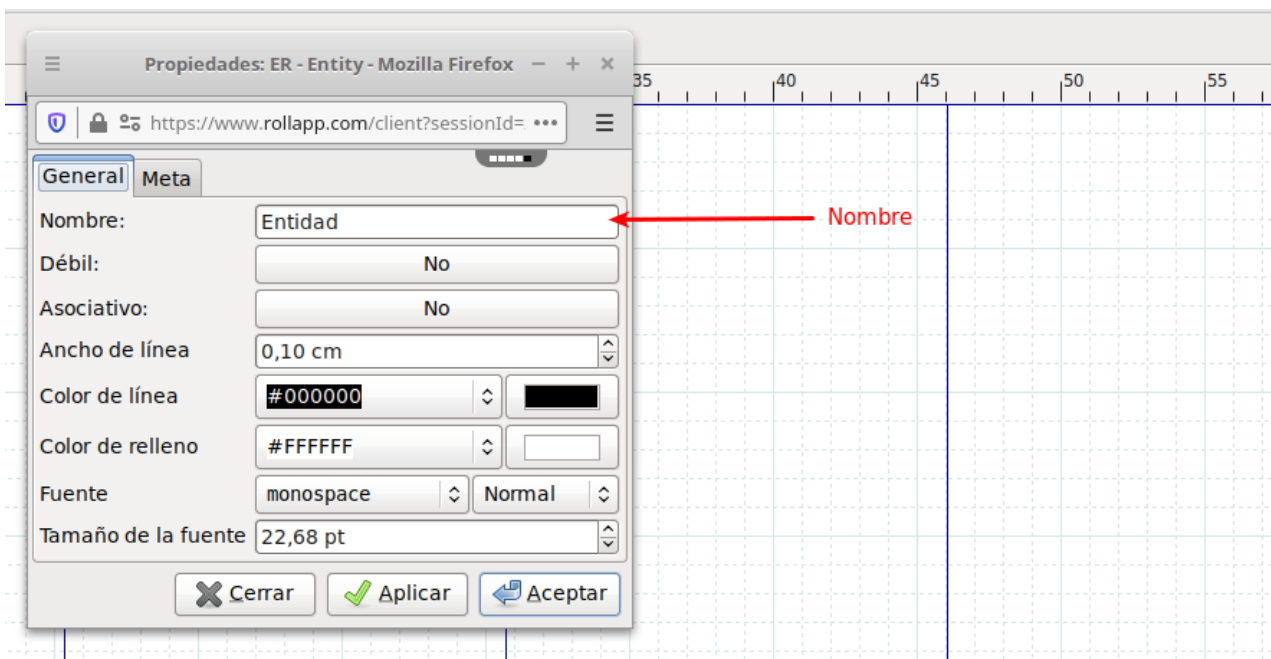 Propiedades: ER - Entity - Mozilla Firefox
35 40 45 50 55
https://www.rollapp.com/client?sessionId=
General Meta
Nombre: Entidad
Nombre
Débil: No
Asociativo: No
Ancho de línea 0,10 cm
Color de línea #000000
Color de relleno #FFFFFF
Fuente monospace Normal
Tamaño de la fuente 22,68 pt
Cerrar Aplicar Aceptar